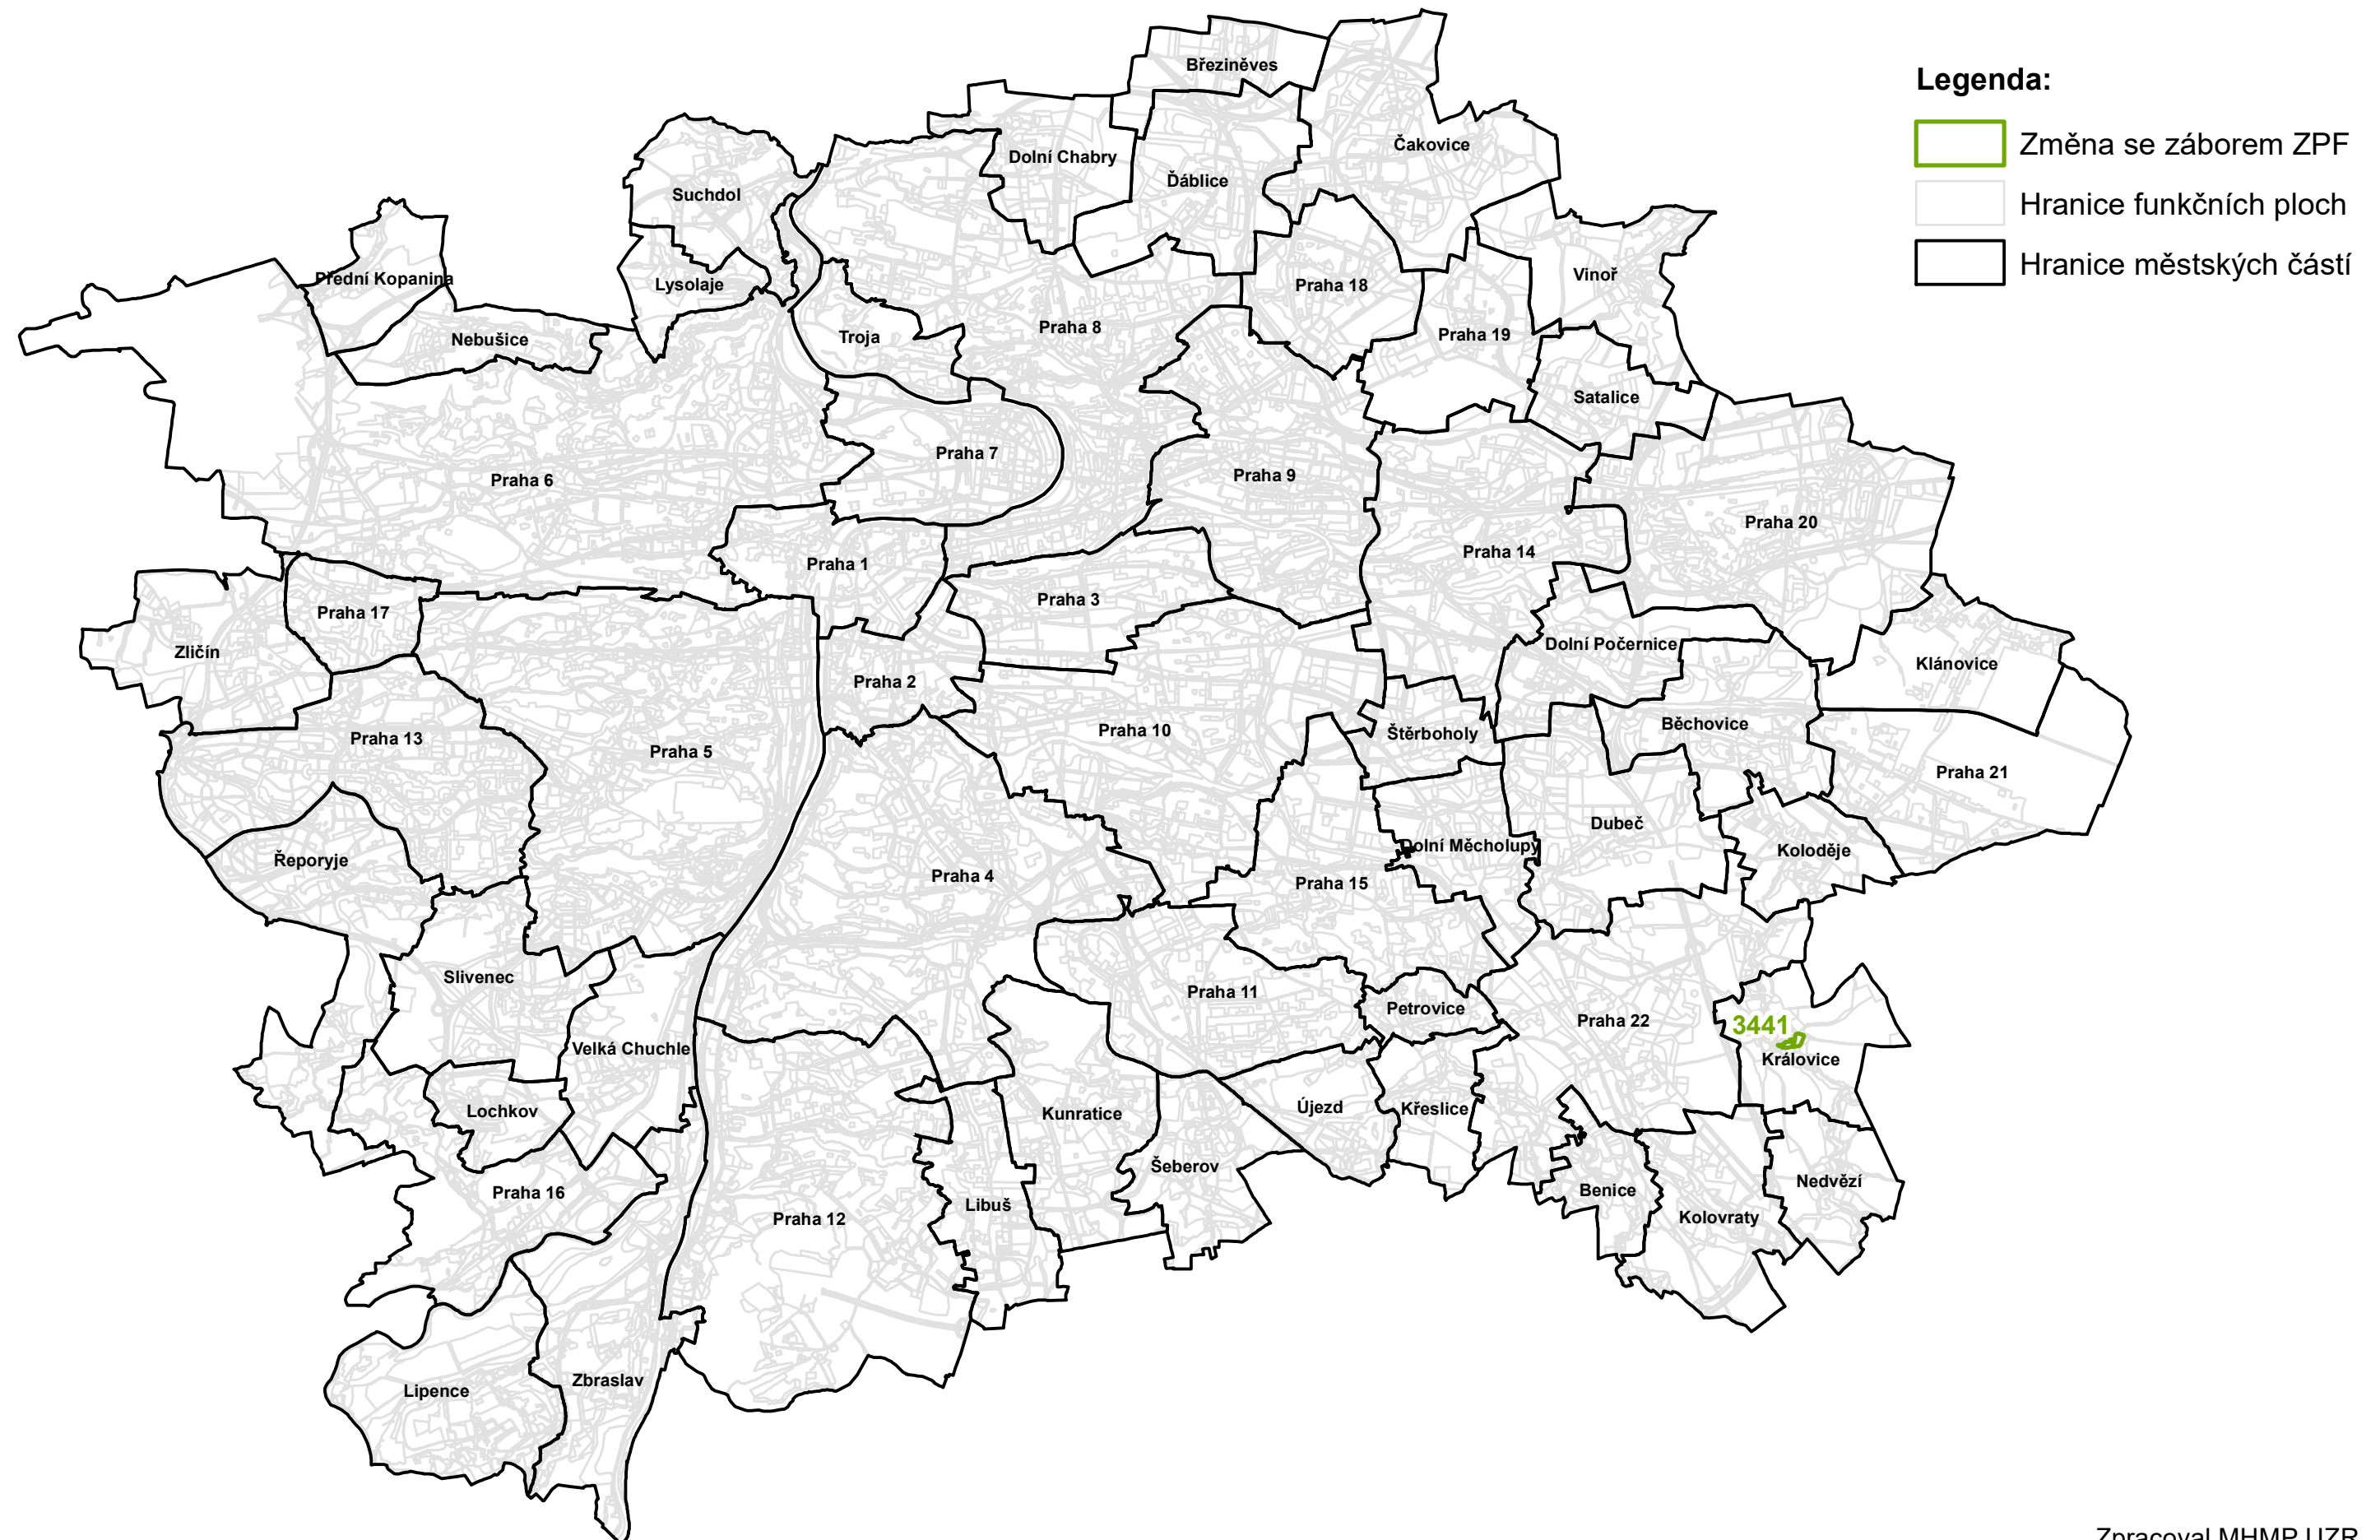 Legenda:
Změna se záborem ZPF
Hranice funkčních ploch
Hranice městských částí
Březiněves
Čakovice
Dolní Chabry
Ďáblice
Suchdol
Přední Kopanina
Lysolaje
Praha 18
Vinoř
Nebušice
Troja
Praha 8
Praha 19
Satalice
Praha 6
Praha 7
Praha 9
Praha 20
Praha 1
Praha 14
Praha 17
Praha 3
Zličín
Dolní Počernice
Klánovice
Praha 2
Praha 13
Praha 5
Praha 10
Štěrboholy
Běchovice
Praha 21
Řeporyje
Praha 4
Dolní Měcholupy
Dubeč
Koloděje
Praha 15
Slivenec
Praha 11
Petrovice
Praha 22
3441
Královice
Velká Chuchle
Lochkov
Kunratice
Újezd
Křeslice
Praha 16
Praha 12
Libuš
Šeberov
Benice
Kolovraty
Nedvězí
Lipence
Zbraslav
Zpracoval MHMP UZR